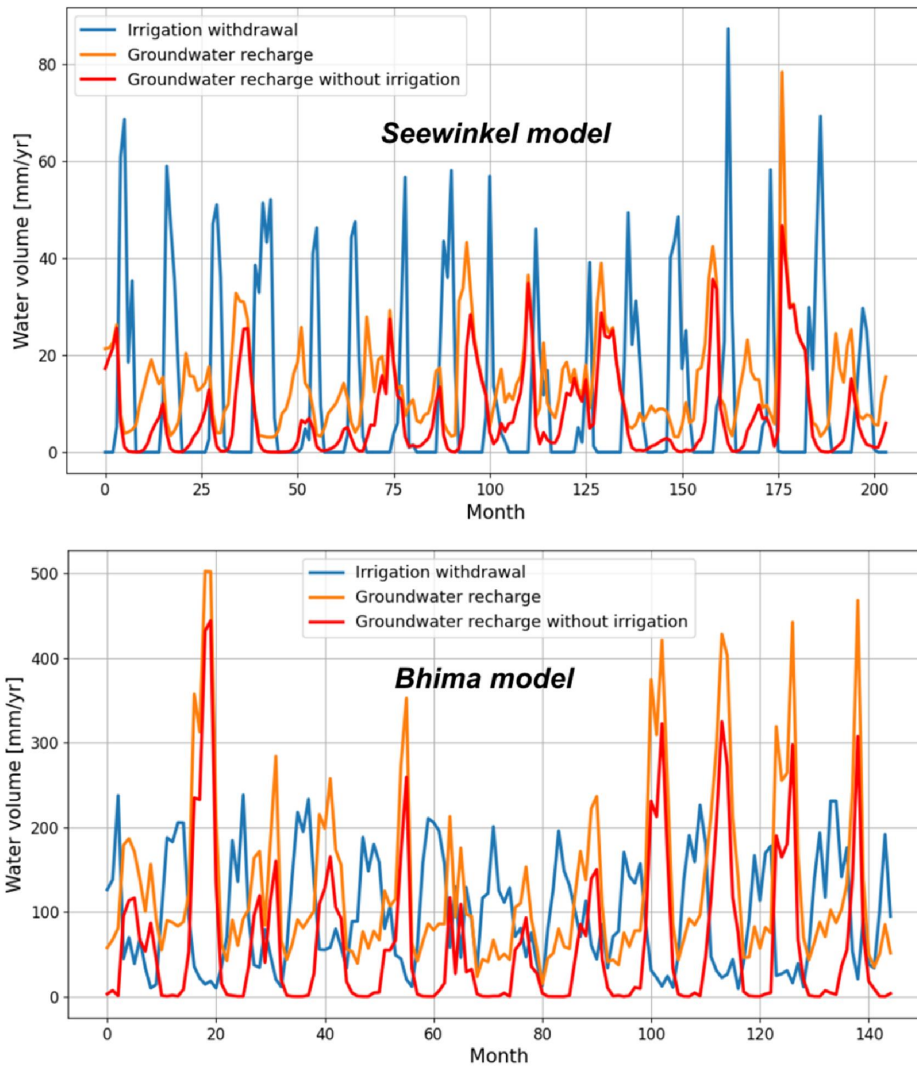 Irrigation withdrawal
Groundwater recharge
Groundwater recharge without irrigation
Seewinkel model
Water volume [mm/yr]
80
60
40
20
0
0 25 50 75 100 125 150 175 200
Month
Irrigation withdrawal
Groundwater recharge
Groundwater recharge without irrigation
Bhima model
Water volume [mm/yr]
500
400
300
200
100
0
0 20 40 60 80 100 120 140
Month